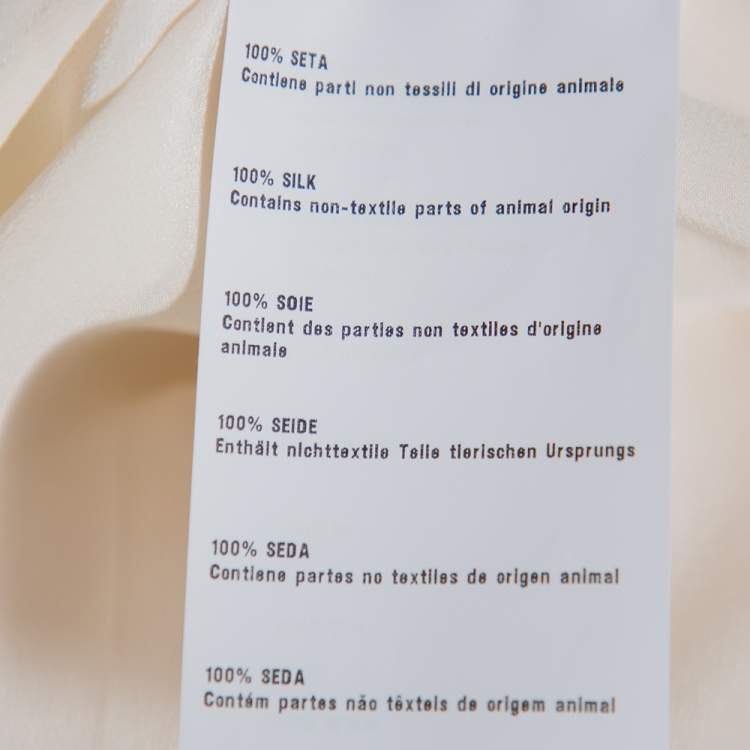 100% SETA
Contiene parti non tessili di origine animale
100% SILK
Contains non-textile parts of animal origin
100% SOIE
Contient des parties non textiles d'origine
animale
100% SEIDE
Enthält nichttextile Teile tierischen Ursprungs
100% SEDA
Contiene partes no textiles de origen animal
100% SEDA
Contém partes não têxteis de origem animal